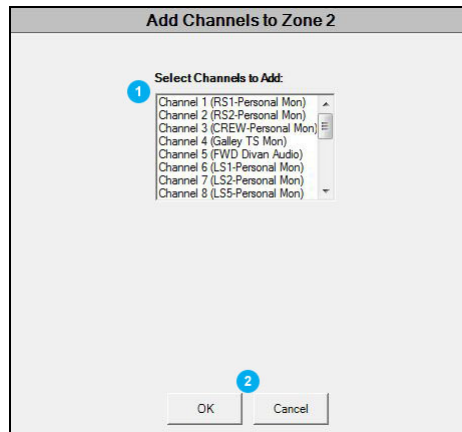 Add Channels to Zone 2
Select Channels to Add:
1
Channel 1 (RS1-Personal Mon)
Channel 2 (RS2-Personal Mon)
Channel 3 (CREW-Personal Mon)
Channel 4 (Galley TS Mon)
Channel 5 (FWD Divan Audio)
Channel 6 (LS1-Personal Mon)
Channel 7 (LS2-Personal Mon)
Channel 8 (LS5-Personal Mon)
2
OK Cancel